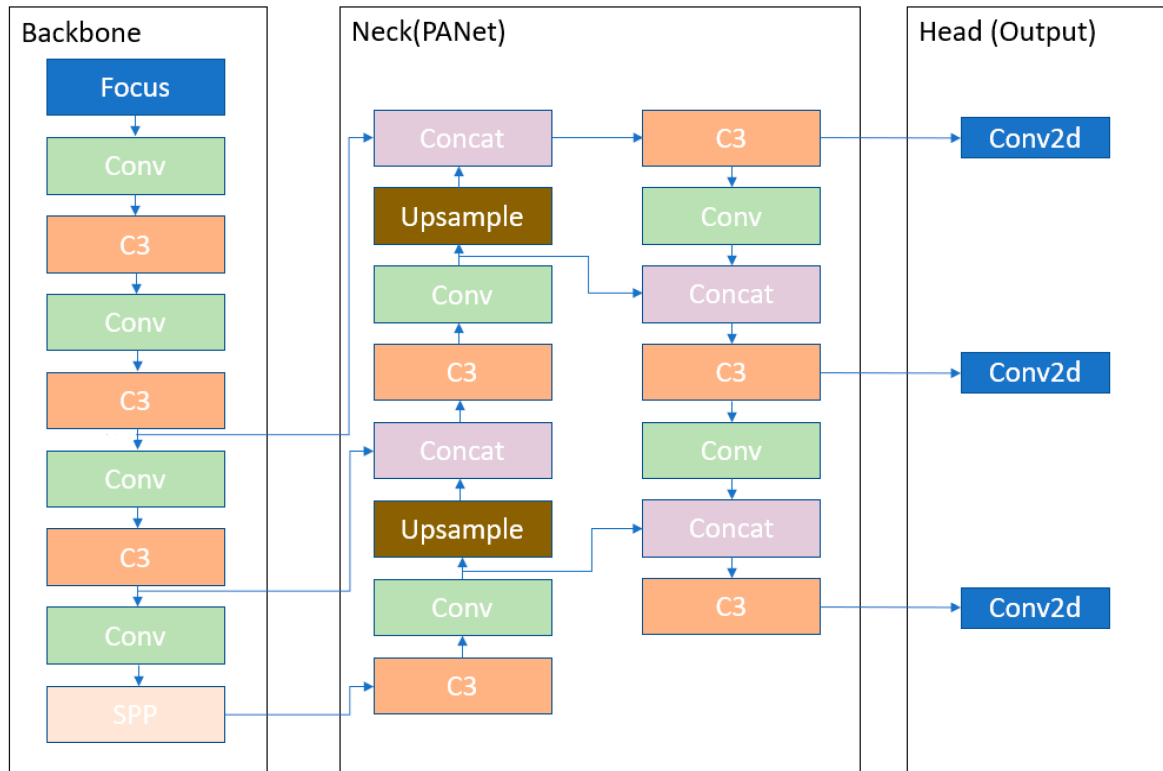 Backbone
Focus
Conv
C3
Conv
C3
Conv
C3
Conv
SPP
Neck(PANet)
Concat
Upsample
Conv
C3
Concat
Upsample
Conv
C3
C3
Conv
Concat
C3
Conv
Concat
C3
Head (Output)
Conv2d
Conv2d
Conv2d